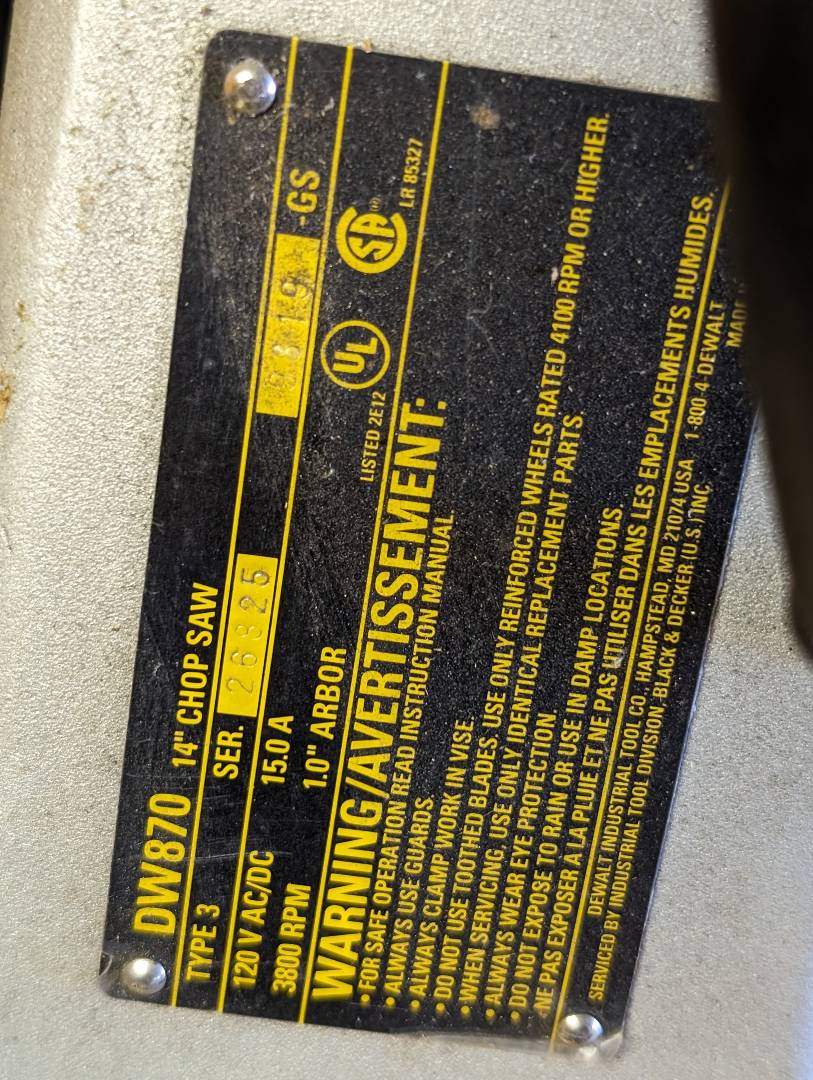 DW870 14" CHOP SAW
TYPE 3 SER. 26825
120 V AC/DC 15.0 A -GS
3800 RPM 1.0" ARBOR
LISTED 2E12 UL SA ® LR 85327
WARNING/AVERTISSEMENT:
• FOR SAFE OPERATION READ INSTRUCTION MANUAL
• ALWAYS USE GUARDS.
• ALWAYS CLAMP WORK IN VISE.
• DO NOT USE TOOTHED BLADES. USE ONLY REINFORCED WHEELS RATED 4100 RPM OR HIGHER.
• WHEN SERVICING, USE ONLY IDENTICAL REPLACEMENT PARTS.
• ALWAYS WEAR EYE PROTECTION
• DO NOT EXPOSE TO RAIN OR USE IN DAMP LOCATIONS.
NE PAS EXPOSER A LA PLUIE ET NE PAS UTILISER DANS LES EMPLACEMENTS HUMIDES.
DEWALT INDUSTRIAL TOOL CO., HAMPSTEAD, MD 21074 USA 1-800-4-DEWALT
SERVICED BY INDUSTRIAL TOOL DIVISION -BLACK & DECKER (U.S.) INC.